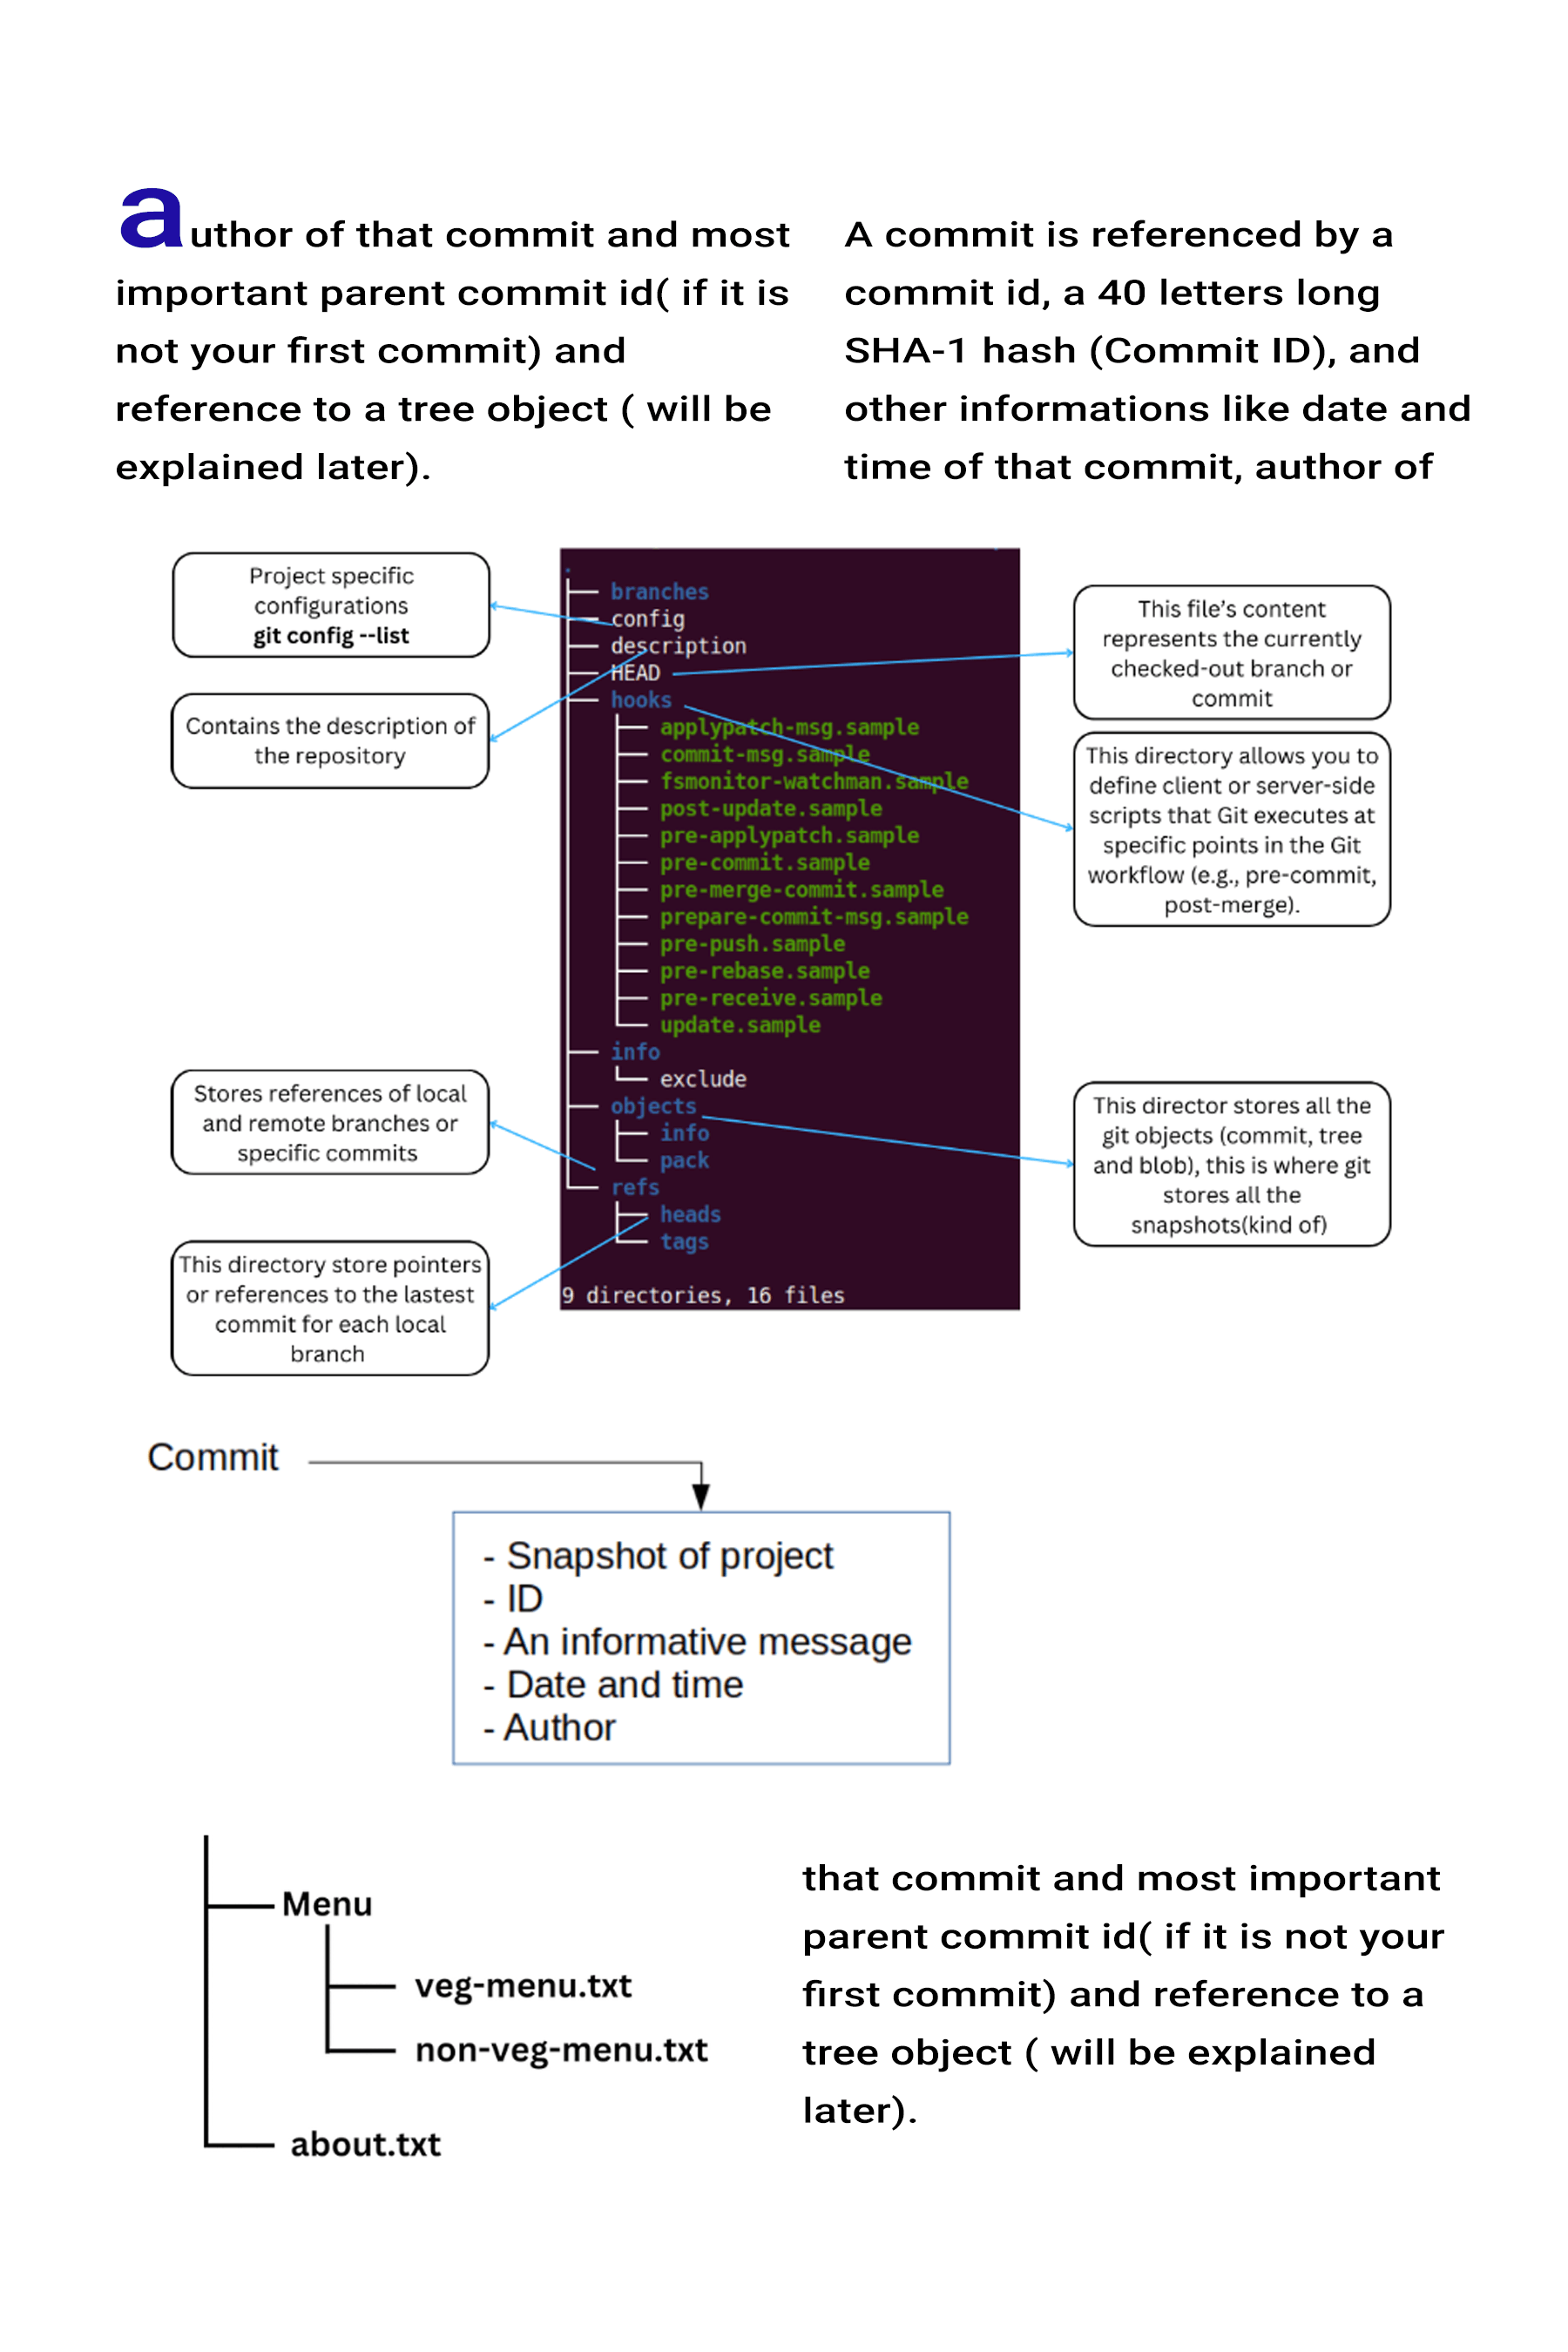 author of that commit and most
important parent commit id( if it is
not your first commit) and
reference to a tree object ( will be
explained later).
A commit is referenced by a
commit id, a 40 letters long
SHA-1 hash (Commit ID), and
other informations like date and
time of that commit, author of
Project specific
configurations
git config --list
Contains the description of
the repository
Stores references of local
and remote branches or
specific commits
This directory store pointers
or references to the lastest
commit for each local
branch
.
branches
config
description
HEAD
hooks
applypatch-msg.sample
commit-msg.sample
fsmonitor-watchman.sample
post-update.sample
pre-applypatch.sample
pre-commit.sample
pre-merge-commit.sample
prepare-commit-msg.sample
pre-push.sample
pre-rebase.sample
pre-receive.sample
update.sample
info
exclude
objects
info
pack
refs
heads
tags
9 directories, 16 files
This file's content
represents the currently
checked-out branch or
commit
This directory allows you to
define client or server-side
scripts that Git executes at
specific points in the Git
workflow (e.g., pre-commit,
post-merge).
This director stores all the
git objects (commit, tree
and blob), this is where git
stores all the
snapshots(kind of)
Commit
- Snapshot of project
- ID
- An informative message
- Date and time
- Author
Menu
veg-menu.txt
non-veg-menu.txt
about.txt
that commit and most important
parent commit id( if it is not your
first commit) and reference to a
tree object ( will be explained
later).